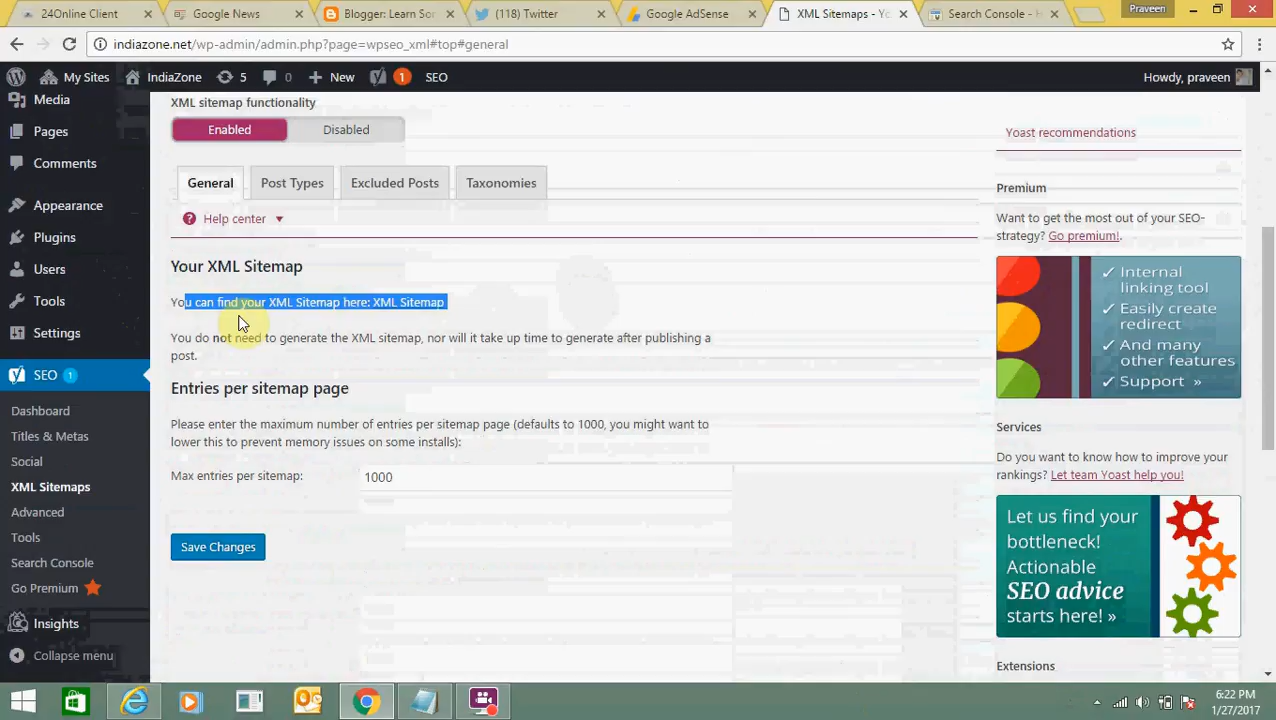 24Online Client
Google News
Blogger: Learn Sor
(118) Twitter
Google AdSense
XML Sitemaps - Yo
Search Console - H
Praveen
indiazone.net/wp-admin/admin.php?page=wpseo_xml#top#general
My Sites
IndiaZone
5
0
New
1
SEO
Howdy, praveen
Media
Pages
Comments
Appearance
Plugins
Users
Tools
Settings
SEO 1
Dashboard
Titles & Metas
Social
XML Sitemaps
Advanced
Tools
Search Console
Go Premium
Insights
Collapse menu
XML sitemap functionality
Enabled
Disabled
General
Post Types
Excluded Posts
Taxonomies
? Help center
Your XML Sitemap
You can find your XML Sitemap here: XML Sitemap
You do not need to generate the XML sitemap, nor will it take up time to generate after publishing a
post.
Entries per sitemap page
Please enter the maximum number of entries per sitemap page (defaults to 1000, you might want to
lower this to prevent memory issues on some installs):
Max entries per sitemap:
1000
Save Changes
Yoast recommendations
Premium
Want to get the most out of your SEO-
strategy? Go premium!.
✓ Internal
linking tool
✓ Easily create
redirect
✓ And many
other features
✓ Support »
Services
Do you want to know how to improve your
rankings? Let team Yoast help you!
Let us find your
bottleneck!
Actionable
SEO advice
starts here! »
Extensions
6:22 PM
1/27/2017